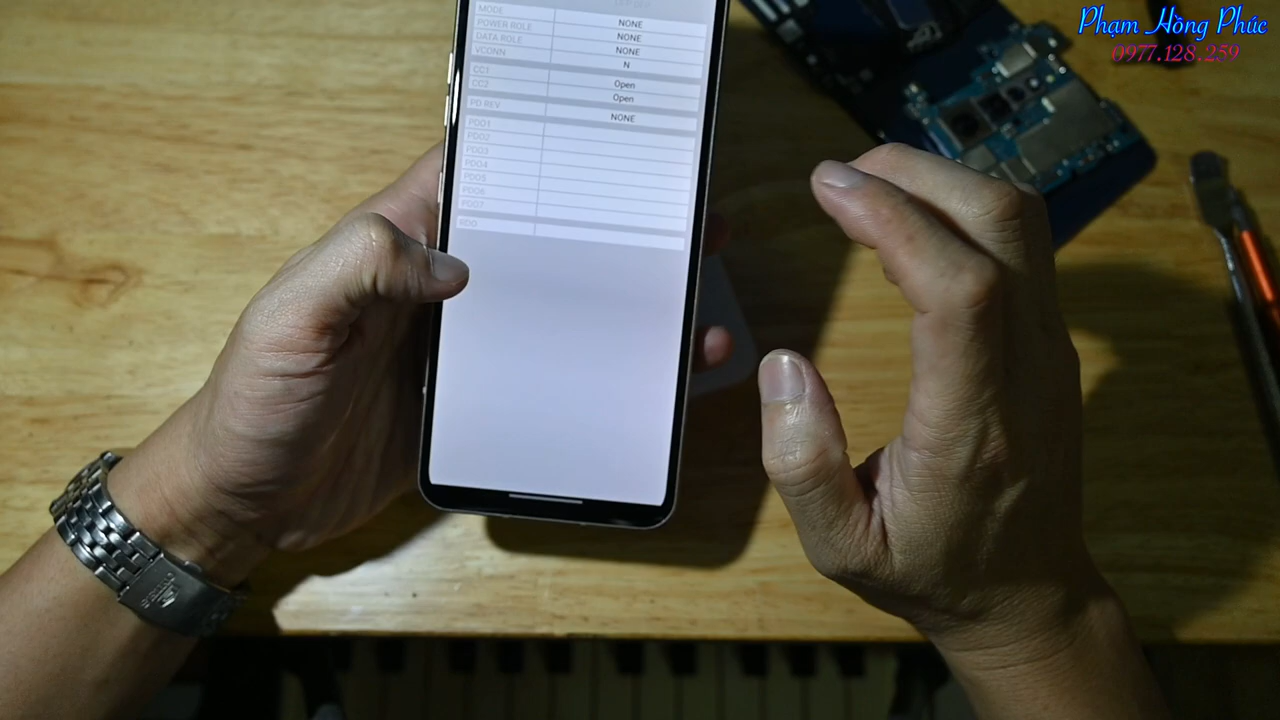 Phạm Hồng Phúc
0977.128.259
MODE NONE
POWER ROLE NONE
DATA ROLE NONE
VCONN N
CC1 Open
CC2 Open
PD REV NONE
PDO1
PDO2
PDO3
PDO4
PDO5
PDO6
PDO7
RDO